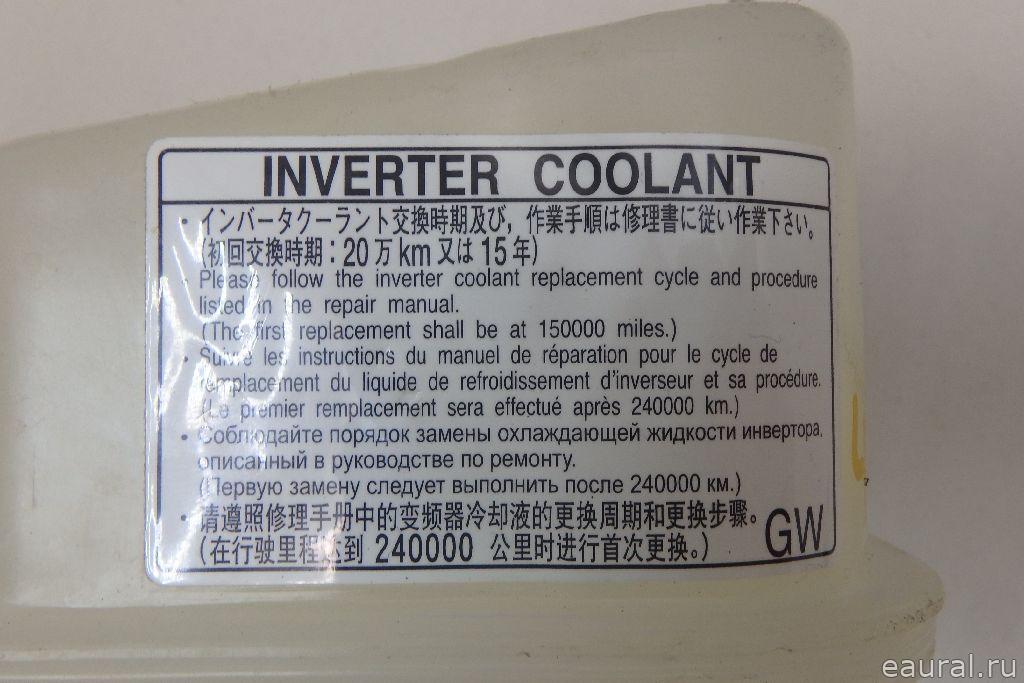 INVERTER COOLANT
・インバータクーラント交換時期及び，作業手順は修理書に従い作業下さい。
(初回交換時期：20万km又は15年)
・Please follow the inverter coolant replacement cycle and procedure
listed in the repair manual.
(The first replacement shall be at 150000 miles.)
・Suivre les instructions du manuel de réparation pour le cycle de
remplacement du liquide de refroidissement d'inverseur et sa procédure.
(Le premier remplacement sera effectué après 240000 km.)
・Соблюдайте порядок замены охлаждающей жидкости инвертора,
описанный в руководстве по ремонту.
(Первую замену следует выполнить после 240000 км.)
・请遵照修理手册中的变频器冷却液的更换周期和更换步骤。
(在行驶里程达到 240000 公里时进行首次更换。)
GW
eaural.ru